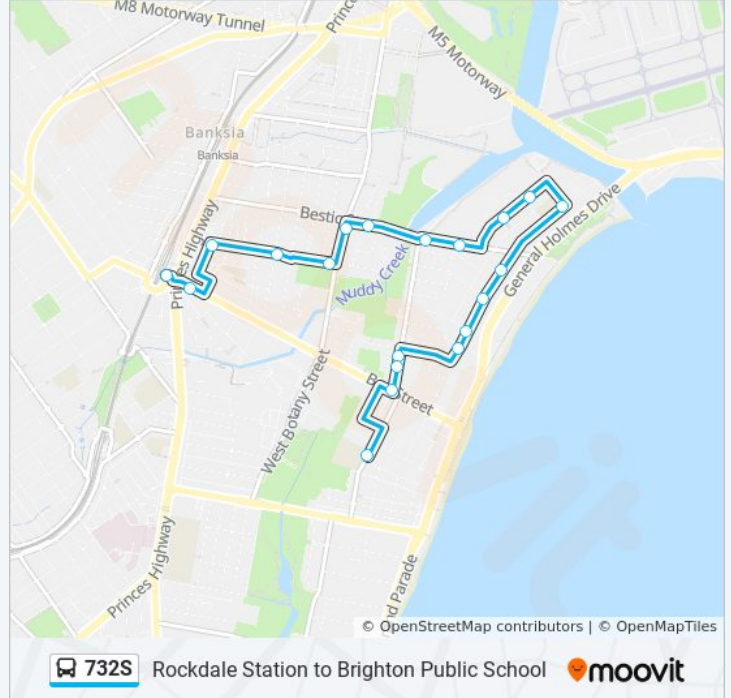 M8 Motorway Tunnel
M5 Motorway
Banksia
Banksia
Princes Highway
General Holmes Drive
Muddy Creek
West Botany Street
Street
Princes Highway
Parade
© OpenStreetMap contributors | © OpenMapTiles
732S Rockdale Station to Brighton Public School moovit